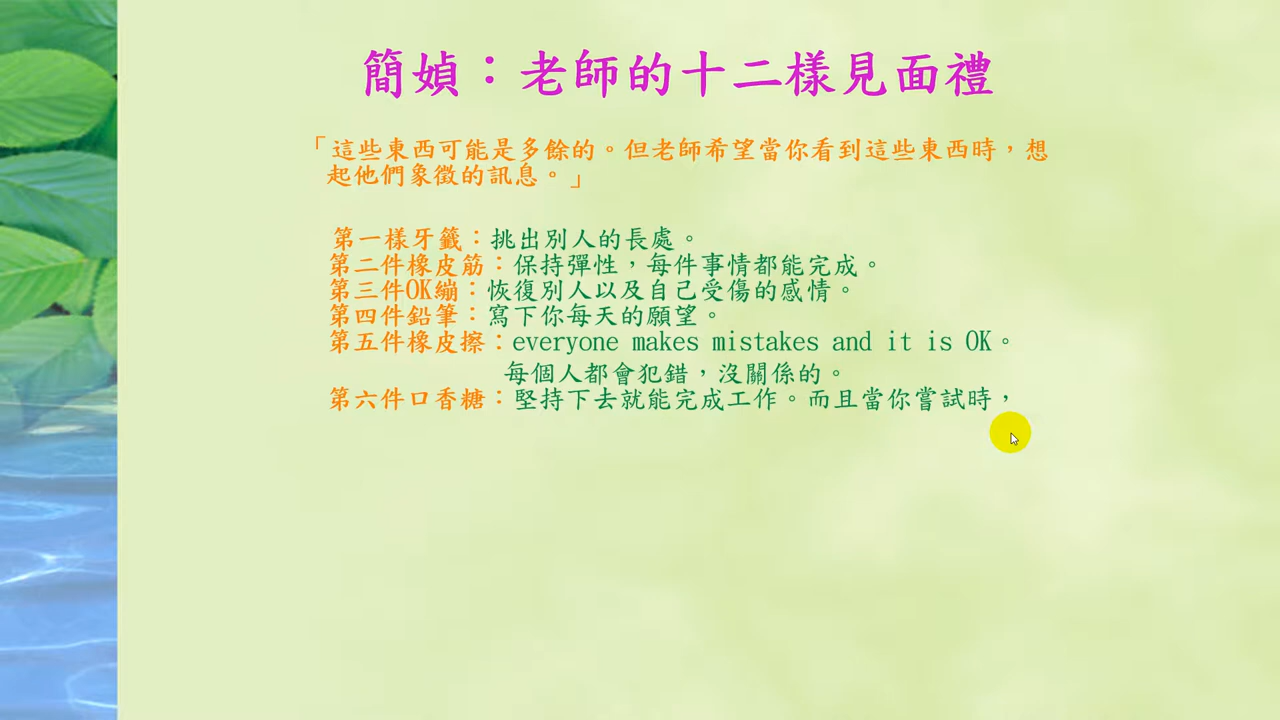 簡媜：老師的十二樣見面禮
「這些東西可能是多餘的。但老師希望當你看到這些東西時，想
起他們象徵的訊息。」
第一樣牙籤：挑出別人的長處。
第二件橡皮筋：保持彈性，每件事情都能完成。
第三件OK繃：恢復別人以及自己受傷的感情。
第四件鉛筆：寫下你每天的願望。
第五件橡皮擦：everyone makes mistakes and it is OK。
每個人都會犯錯，沒關係的。
第六件口香糖：堅持下去就能完成工作。而且當你嘗試時，